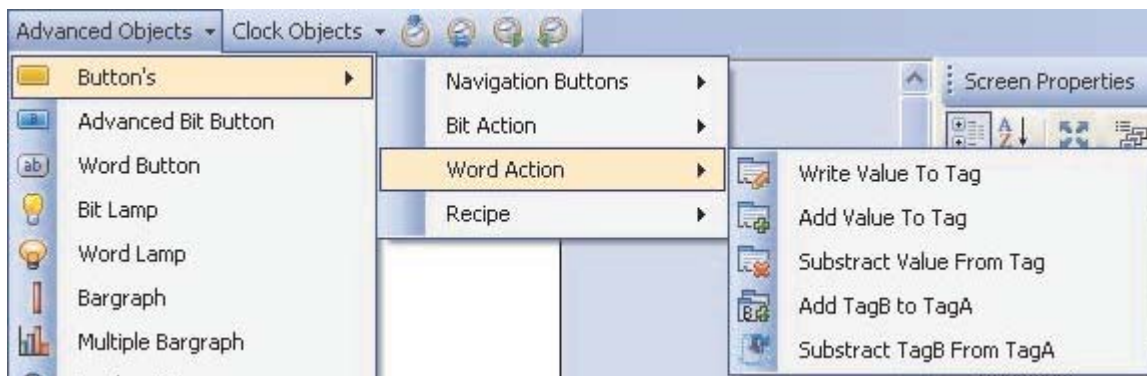 Advanced Objects Clock Objects
Button's
Advanced Bit Button
ab Word Button
Bit Lamp
Word Lamp
Bargraph
Multiple Bargraph
Navigation Buttons
Bit Action
Word Action
Recipe
Screen Properties
Write Value To Tag
Add Value To Tag
Substract Value From Tag
Add TagB to TagA
Substract TagB From TagA